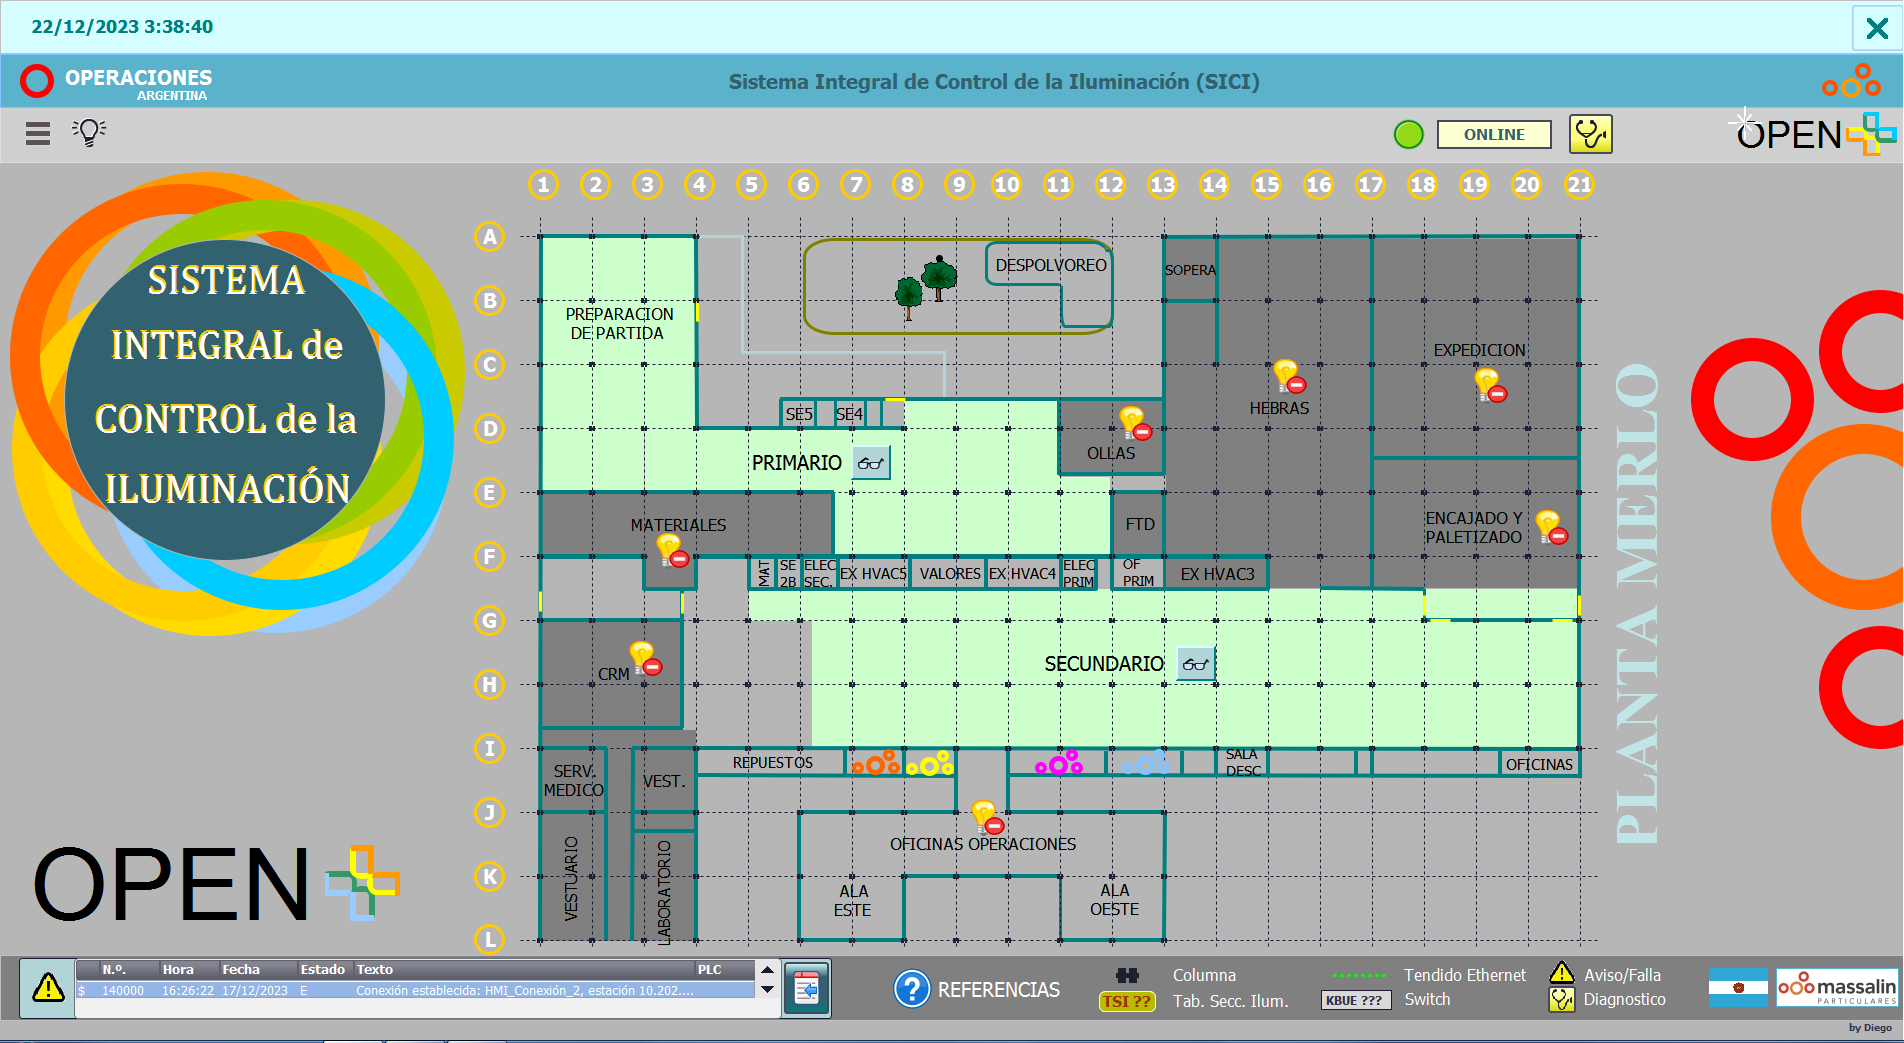 22/12/2023 3:38:40
OPERACIONES
ARGENTINA
Sistema Integral de Control de la Iluminación (SICI)
ONLINE
OPEN
1 2 3 4 5 6 7 8 9 10 11 12 13 14 15 16 17 18 19 20 21
A
B
C
D
E
F
G
H
I
J
K
L
SISTEMA
INTEGRAL de
CONTROL de la
ILUMINACIÓN
OPEN
PREPARACION
DE PARTIDA
DESPOLVOREO
SOPERA
HEBRAS
EXPEDICION
SE5
SE4
PRIMARIO
OLLAS
MATERIALES
FTD
ENCAJADO Y
PALETIZADO
MAT
SE
2B
ELEC
SEC.
EX HVAC5
VALORES
EX HVAC4
ELEC
PRIM
OF
PRIM
EX HVAC3
CRM
SECUNDARIO
SERV.
MEDICO
VEST.
REPUESTOS
SALA
DESC
OFICINAS
VESTUARIO
LABORATORIO
OFICINAS OPERACIONES
ALA
ESTE
ALA
OESTE
PLANTA MERLO
N.º. Hora Fecha Estado Texto PLC
$ 140000 16:26:22 17/12/2023 E Conexión establecida: HMI_Conexión_2, estación 10.202....
REFERENCIAS
Columna
TSI ?? Tab. Secc. Ilum.
Tendido Ethernet
KBUE ??? Switch
Aviso/Falla
Diagnostico
massalin
PARTICULARES
by Diego